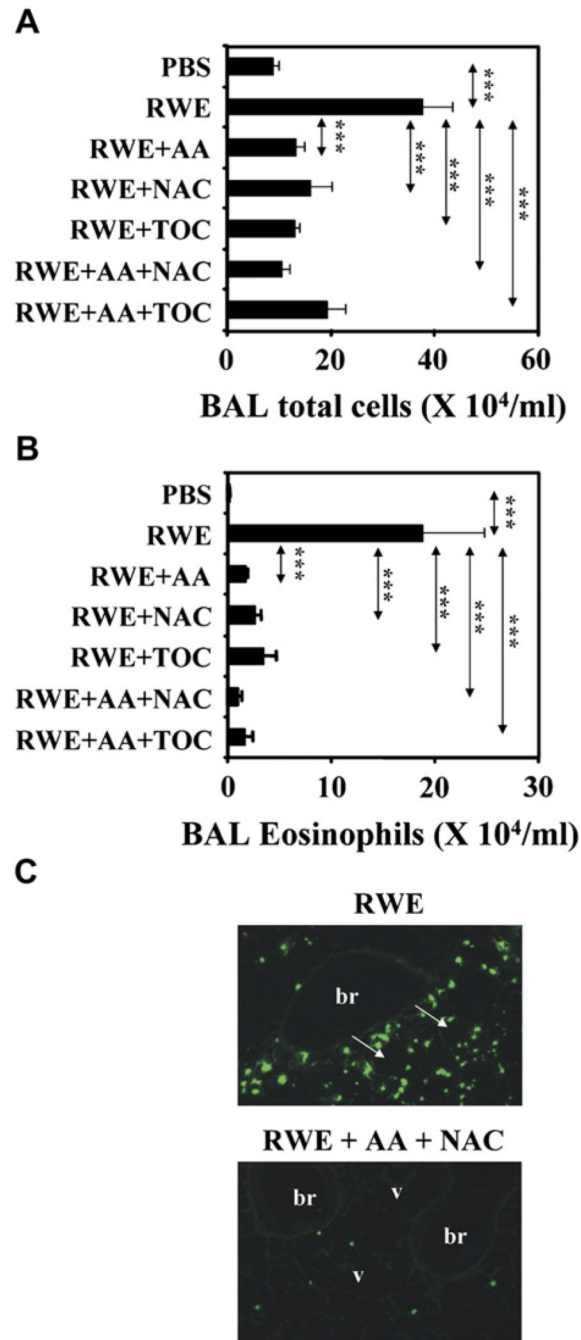 A
PBS
RWE
RWE+AA
RWE+NAC
RWE+TOC
RWE+AA+NAC
RWE+AA+TOC
***
***
***
***
***
***
0 20 40 60
BAL total cells (X 10⁴/ml)
B
PBS
RWE
RWE+AA
RWE+NAC
RWE+TOC
RWE+AA+NAC
RWE+AA+TOC
***
***
***
***
***
***
0 10 20 30
BAL Eosinophils (X 10⁴/ml)
C
RWE
br
RWE + AA + NAC
br v br
v